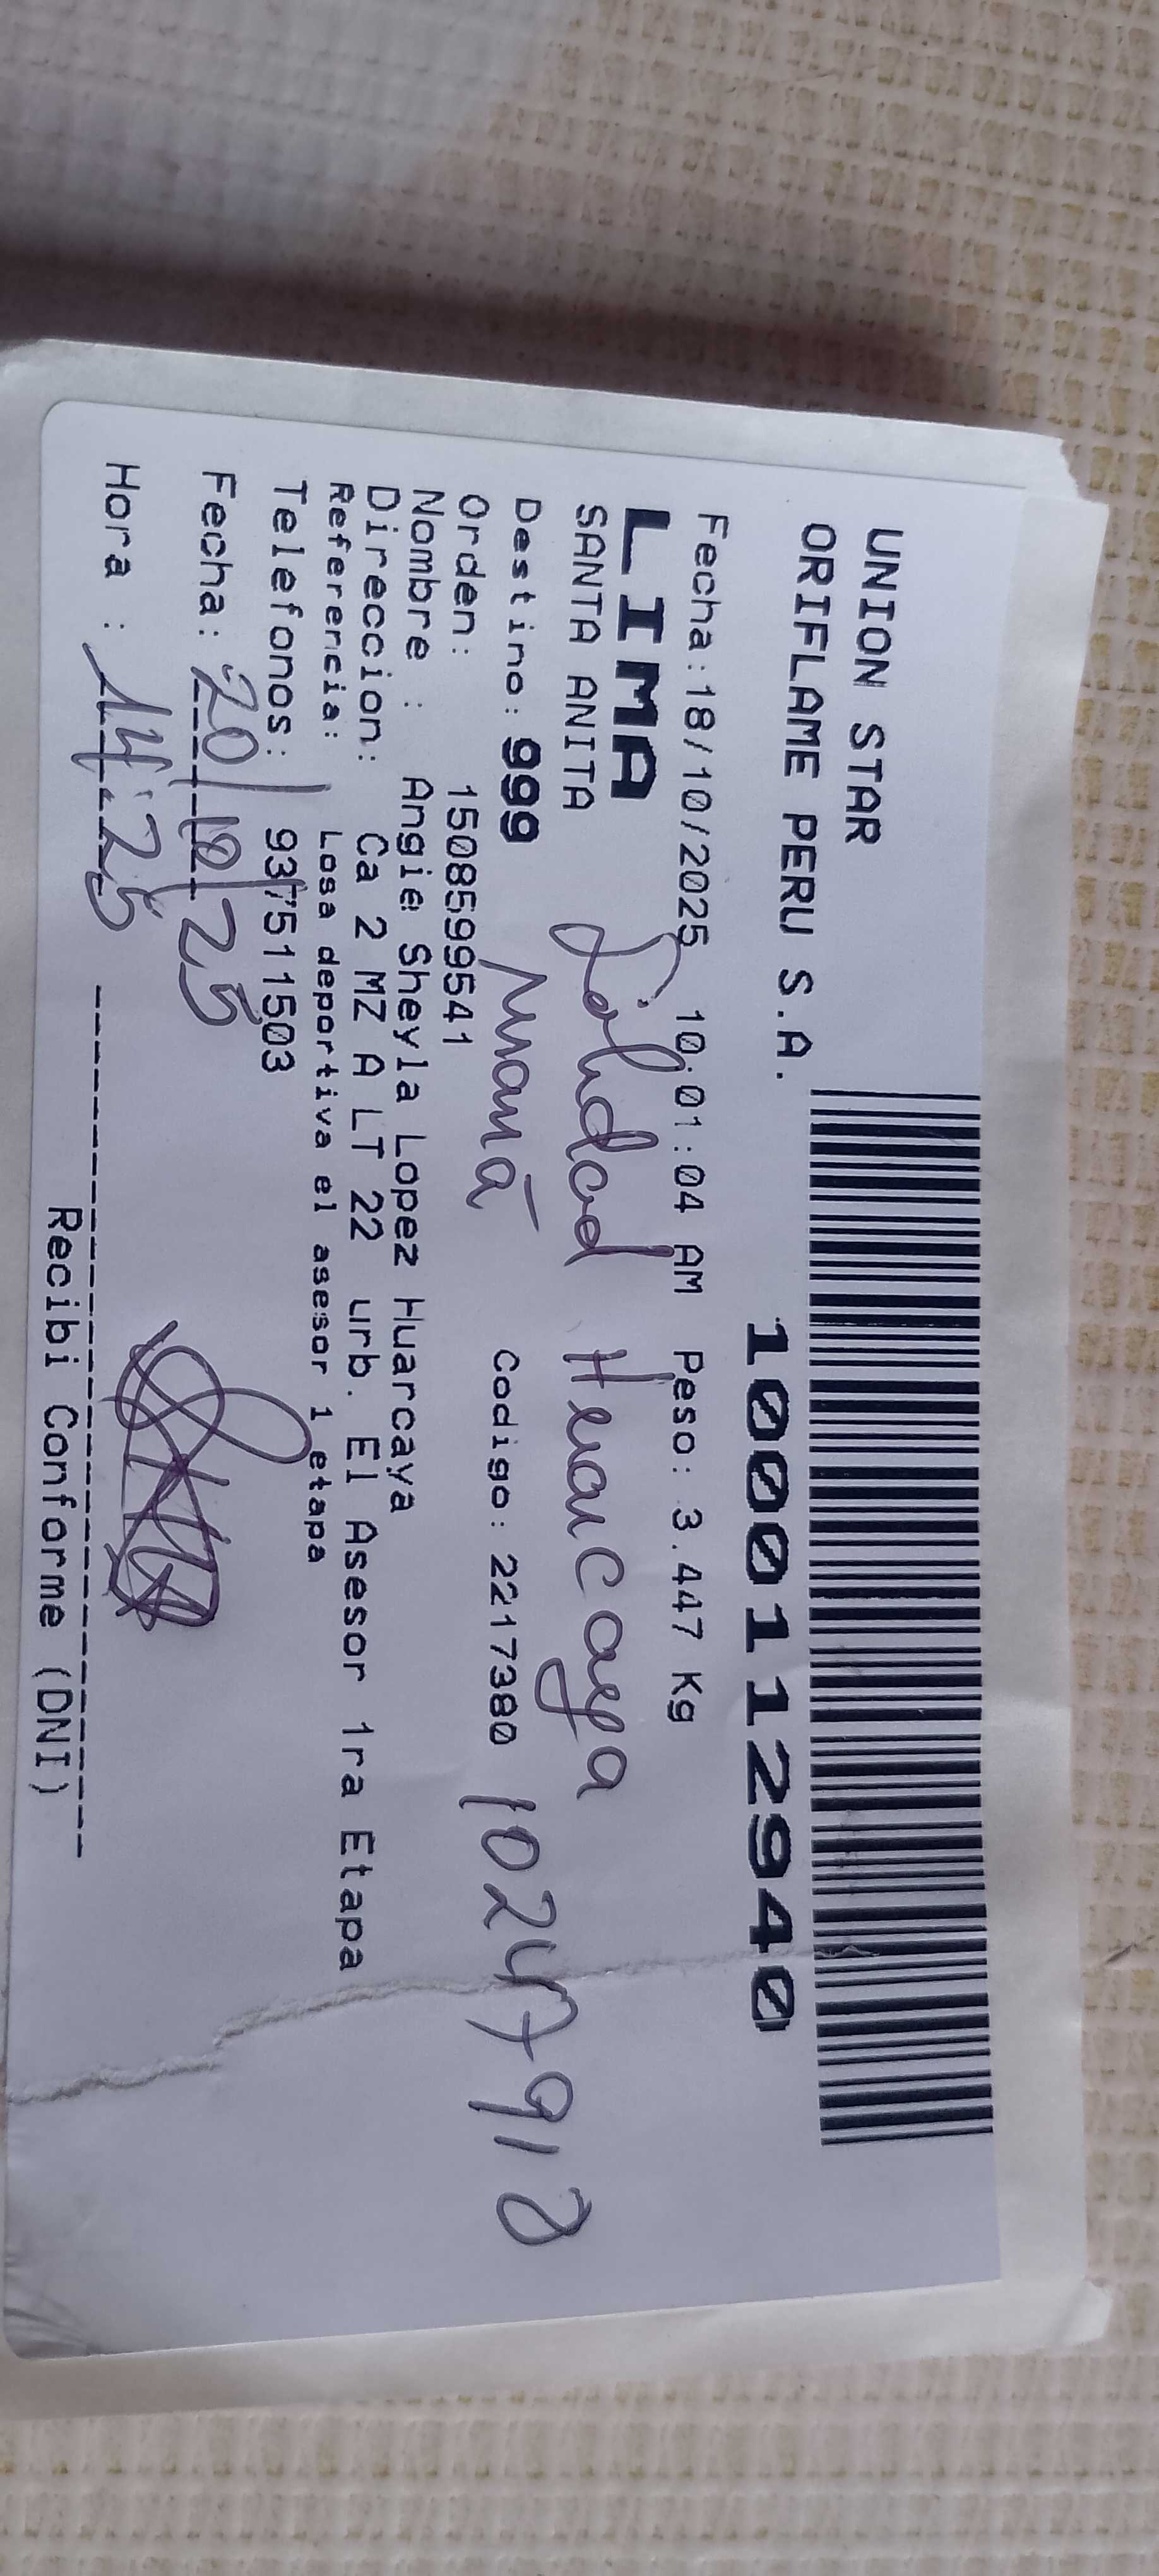 UNION STAR
ORIFLAME PERU S.A.
1000112940
Fecha:18/10/2025 10:01:04 AM Peso: 3.447 Kg
LIMA
SANTA ANITA
Soledad Huarcaya
Destino: 999
mamá
Codigo: 2217380
Orden: 1508599541
Nombre : Angie Sheyla Lopez Huarcaya
Direccion: Ca 2 MZ A LT 22 urb. El Asesor 1ra Etapa
Referencia: Losa deportiva el asesor 1 etapa
Telefonos: 937511503
Fecha: 20/10/25
Hora : 14:25
Recibi Conforme (DNI)